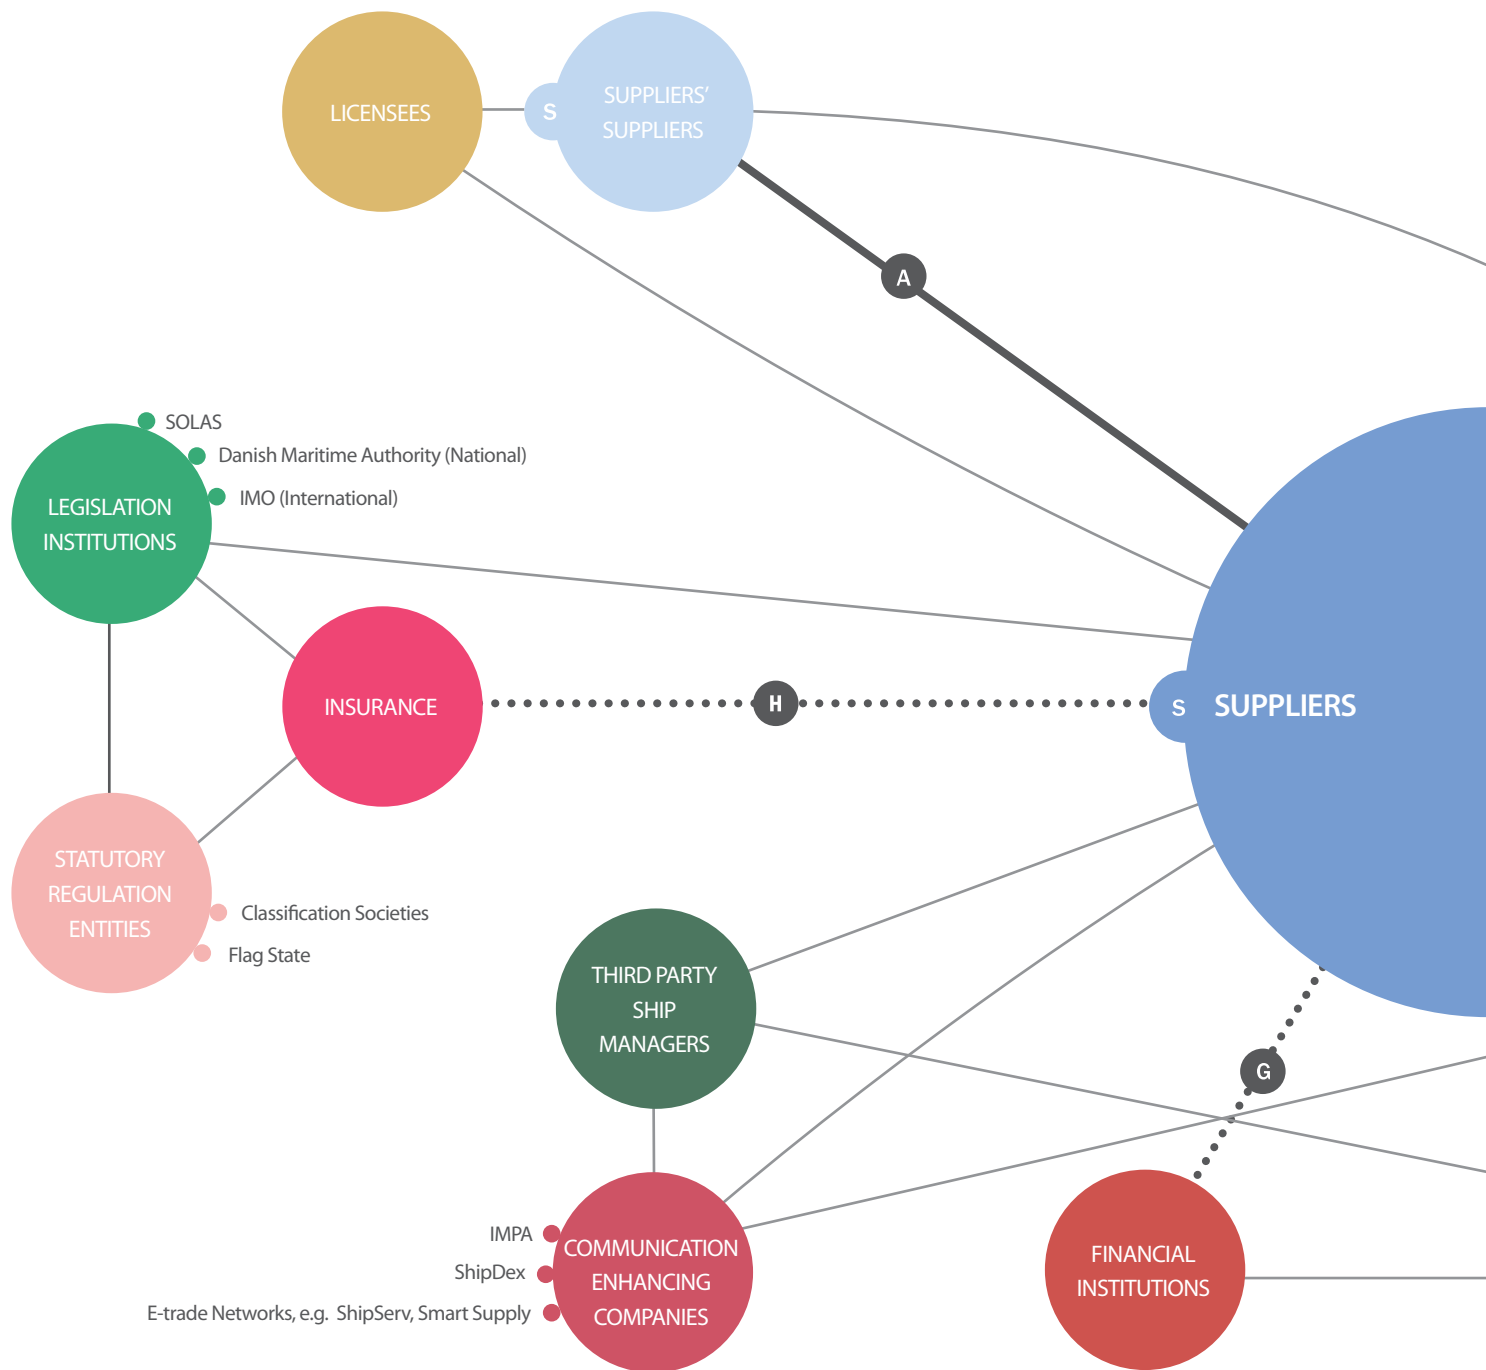 LICENSEES
S
SUPPLIERS'
SUPPLIERS
A
SOLAS
Danish Maritime Authority (National)
IMO (International)
LEGISLATION
INSTITUTIONS
INSURANCE
H
S
SUPPLIERS
STATUTORY
REGULATION
ENTITIES
Classification Societies
Flag State
THIRD PARTY
SHIP
MANAGERS
G
IMPA
ShipDex
E-trade Networks, e.g. ShipServ, Smart Supply
COMMUNICATION
ENHANCING
COMPANIES
FINANCIAL
INSTITUTIONS